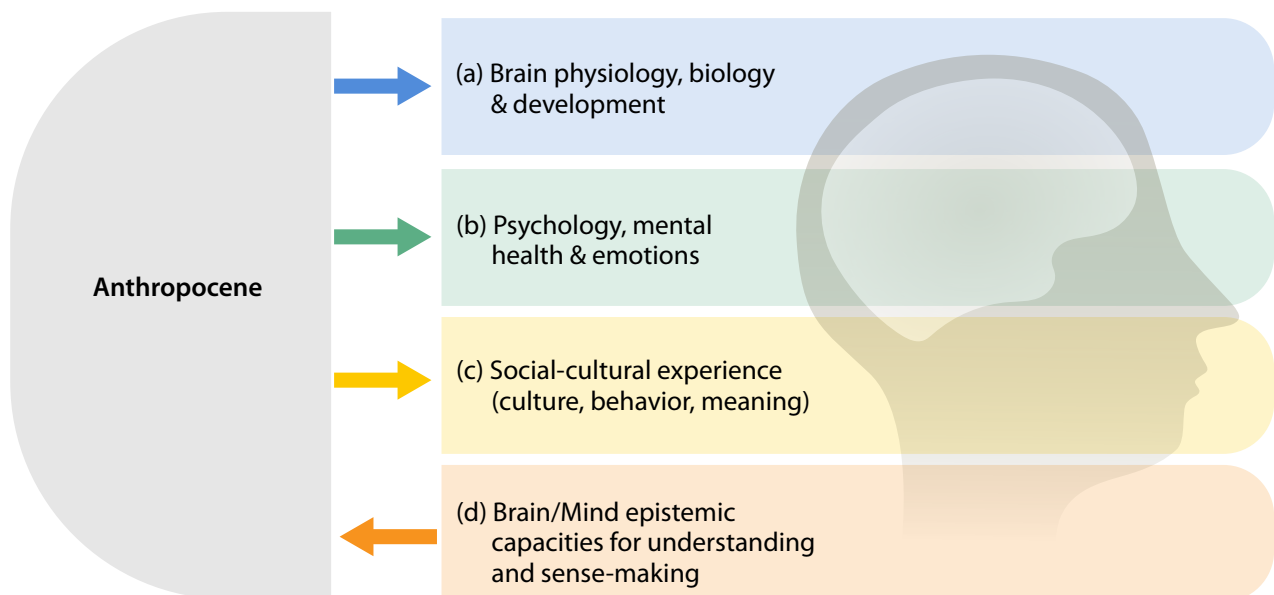 Anthropocene
(a) Brain physiology, biology
& development
(b) Psychology, mental
health & emotions
(c) Social-cultural experience
(culture, behavior, meaning)
(d) Brain/Mind epistemic
capacities for understanding
and sense-making